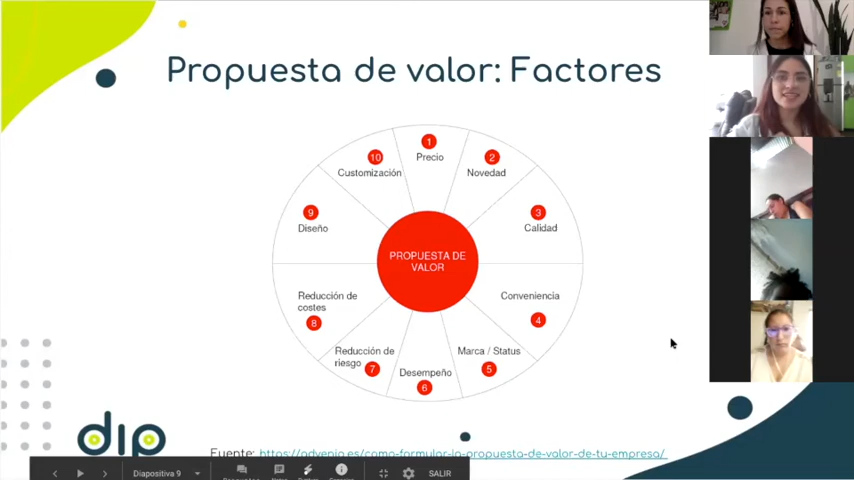 Propuesta de valor: Factores
1
Precio
2
Novedad
3
Calidad
Conveniencia
4
Marca / Status
5
Desempeño
6
Reducción de
riesgo
7
Reducción de
costes
8
9
Diseño
10
Customización
PROPUESTA DE
VALOR
dip
Fuente: https://advenio.es/como-formular-la-propuesta-de-valor-de-tu-empresa/
Diapositiva 9
SALIR